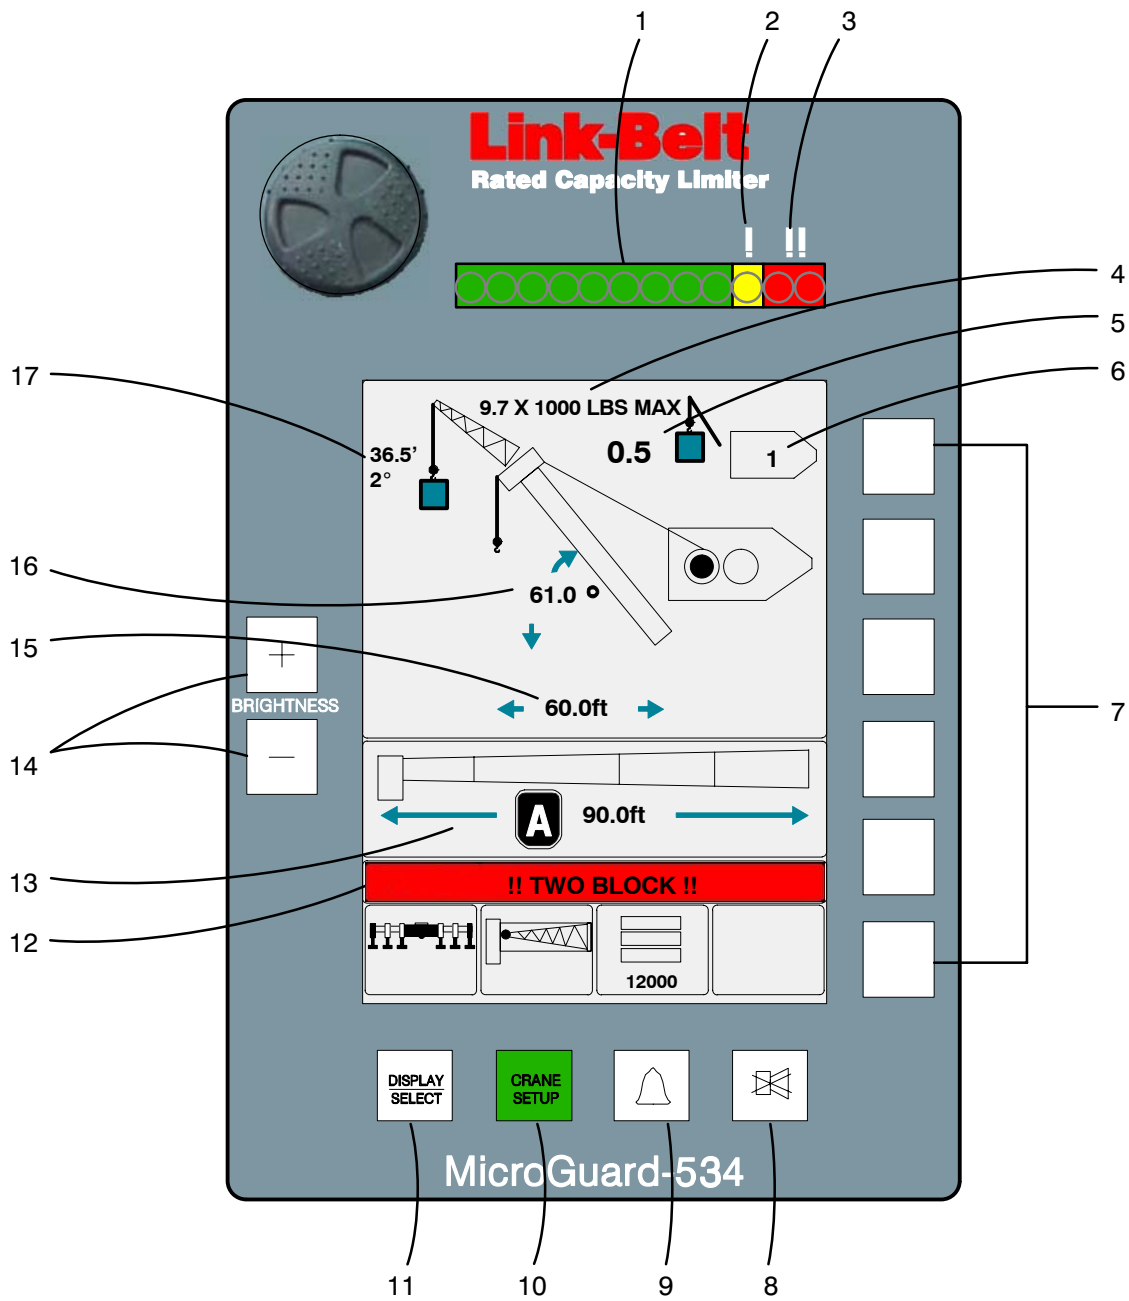 1 2 3
Link-Belt
Rated Capacity Limiter
! !!
4
5
17
9.7 X 1000 LBS MAX
6
36.5’
2°
0.5
1
16
61.0 °
15
+
60.0ft
BRIGHTNESS
7
14
−
A 90.0ft
13
!! TWO BLOCK !!
12
12000
DISPLAY
SELECT
CRANE
SETUP
MicroGuard-534
11 10 9 8